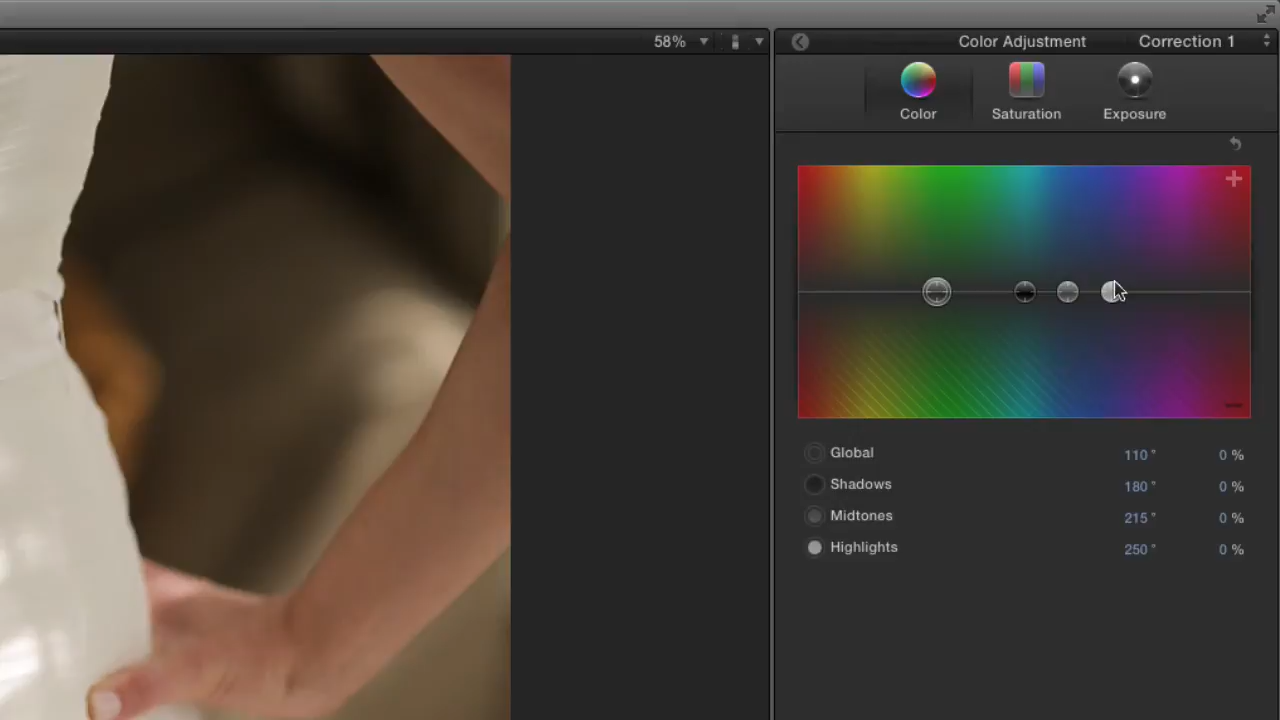 58%
Color Adjustment Correction 1
Color Saturation Exposure
Global 110 ° 0 %
Shadows 180 ° 0 %
Midtones 215 ° 0 %
Highlights 250 ° 0 %